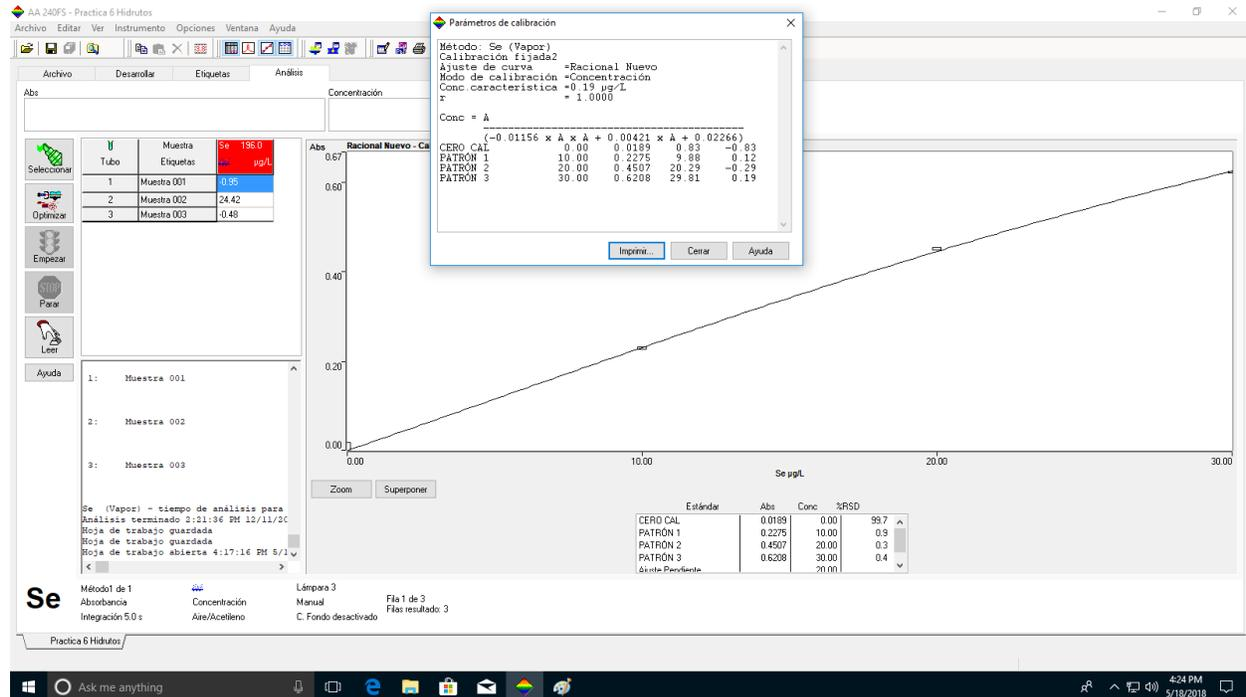 AA 240FS - Practica 6 Hidrutos
Archivo Editar Ver Instrumento Opciones Ventana Ayuda
Archivo Desarrollar Etiquetas Análisis
Abs Concentración
Seleccionar
Optimizar
Empezar
STOP
Parar
Leer
Ayuda
Tubo Muestra Etiquetas Se 196.0 µg/L
1 Muestra 001 -0.95
2 Muestra 002 24.42
3 Muestra 003 -0.48
1: Muestra 001
2: Muestra 002
3: Muestra 003
Se (Vapor) - tiempo de análisis para
Análisis terminado 2:21:36 PM 12/11/20
Hoja de trabajo guardada
Hoja de trabajo guardada
Hoja de trabajo abierta 4:17:16 PM 5/1
Parámetros de calibración
Método: Se (Vapor)
Calibración fijada2
Ajuste de curva =Racional Nuevo
Modo de calibración =Concentración
Conc.característica =0.19 µg/L
r = 1.0000
Conc = A
(-0.01156 x A x A + 0.00421 x A + 0.02266)
CERO CAL 0.00 0.0189 0.83 -0.83
PATRÓN 1 10.00 0.2275 9.88 0.12
PATRÓN 2 20.00 0.4507 20.29 -0.29
PATRÓN 3 30.00 0.6208 29.81 0.19
Imprimir... Cerrar Ayuda
Abs Racional Nuevo - Ca
0.67
0.60
0.40
0.20
0.00
0.00 10.00 20.00 30.00
Se µg/L
Zoom Superponer
Estándar Abs Conc %RSD
CERO CAL 0.0189 0.00 99.7
PATRÓN 1 0.2275 10.00 0.9
PATRÓN 2 0.4507 20.00 0.3
PATRÓN 3 0.6208 30.00 0.4
Ajuste Pendiente 20.00
Se
Método1 de 1 Lámpara 3
Absorbancia Concentración Manual Fila 1 de 3
Integración 5.0 s Aire/Acetileno C. Fondo desactivado Filas resultado: 3
Practica 6 Hidrutos
Ask me anything
4:24 PM
5/18/2018